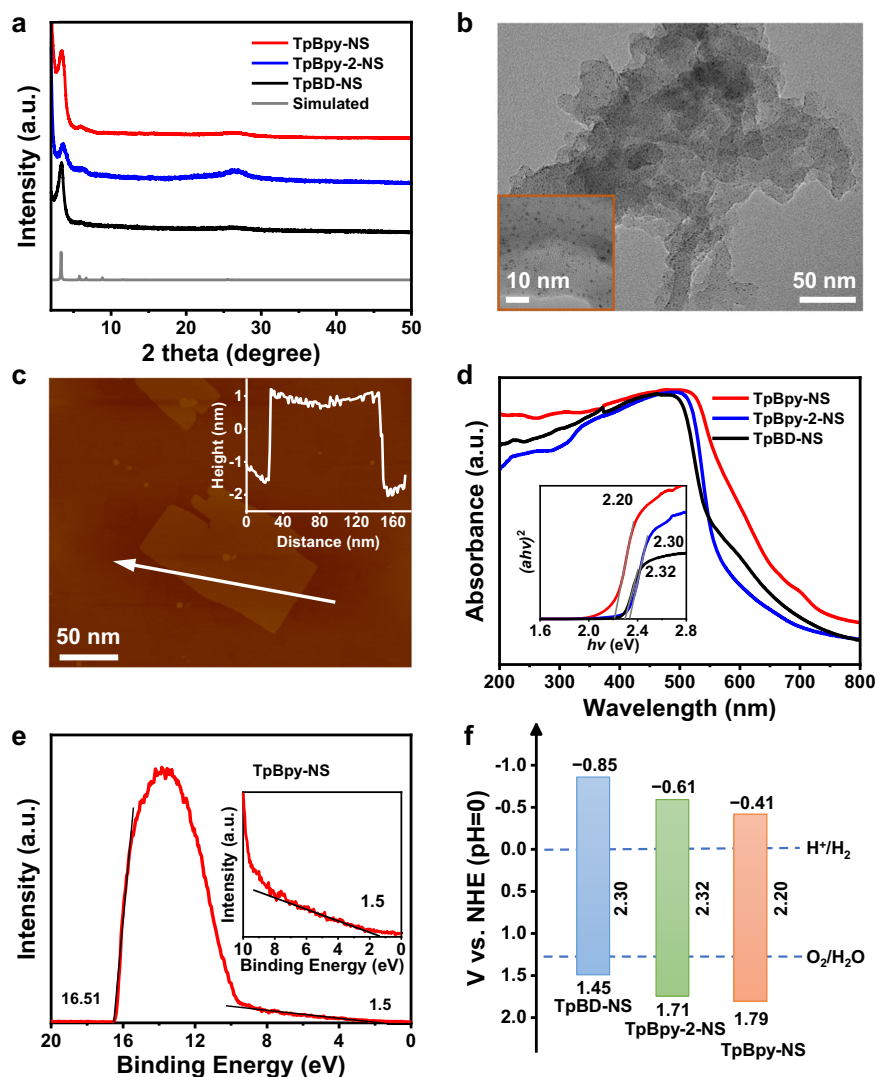 a
TpBpy-NS
TpBpy-2-NS
TpBD-NS
Simulated
Intensity (a.u.)
10 20 30 40 50
2 theta (degree)
b
10 nm
50 nm
c
50 nm
Height (nm)
1
0
-1
-2
0 40 80 120 160
Distance (nm)
d
TpBpy-NS
TpBpy-2-NS
TpBD-NS
Absorbance (a.u.)
(ahv)2
2.20
2.30
2.32
1.6 2.0 2.4 2.8
hv (eV)
200 300 400 500 600 700 800
Wavelength (nm)
e
TpBpy-NS
Intensity (a.u.)
Intensity (a.u.)
1.5
10 8 6 4 2 0
Binding Energy (eV)
16.51
1.5
20 16 12 8 4 0
Binding Energy (eV)
f
V vs. NHE (pH=0)
-1.0
-0.5
0.0
0.5
1.0
1.5
2.0
−0.85
−0.61
−0.41
H+/H2
2.30
2.32
2.20
O2/H2O
1.45
TpBD-NS
1.71
TpBpy-2-NS
1.79
TpBpy-NS